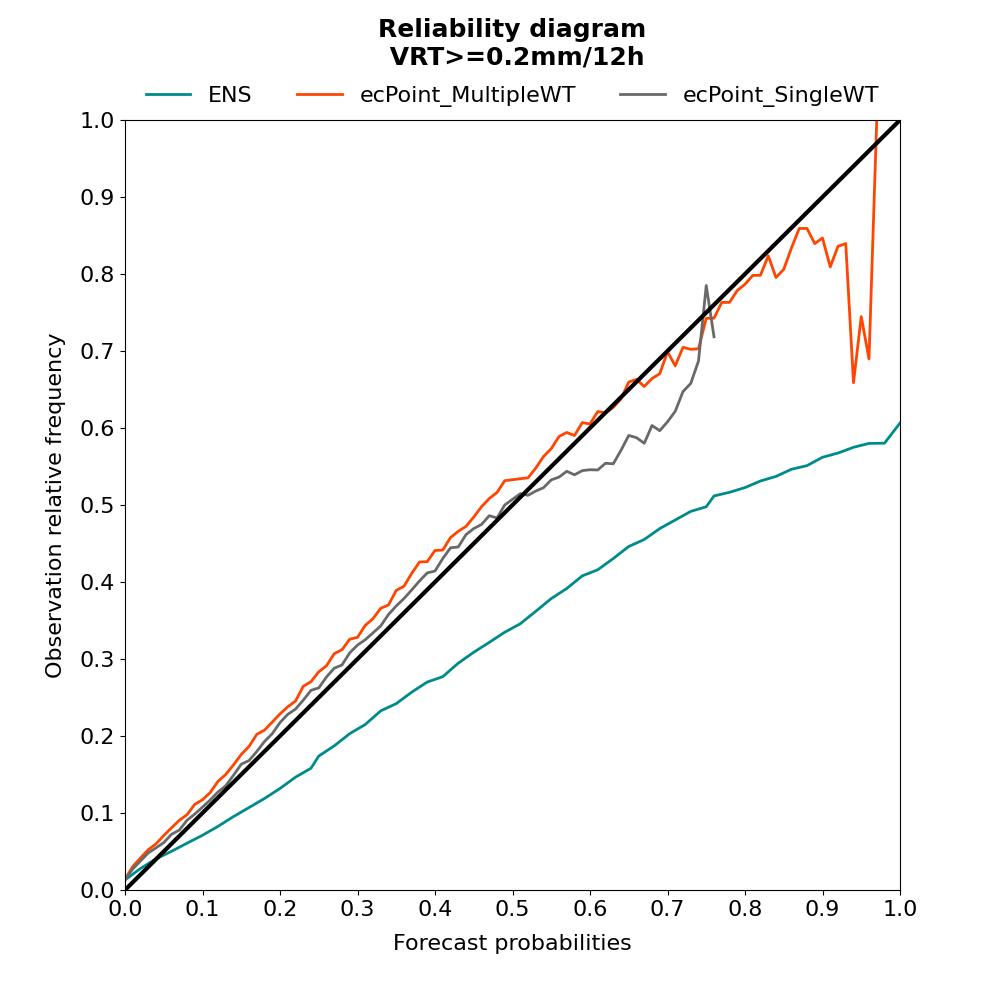 Reliability diagram
VRT>=0.2mm/12h
ENS ecPoint_MultipleWT ecPoint_SingleWT
1.0
0.9
0.8
0.7
0.6
0.5
0.4
0.3
0.2
0.1
0.0
Observation relative frequency
0.0 0.1 0.2 0.3 0.4 0.5 0.6 0.7 0.8 0.9 1.0
Forecast probabilities